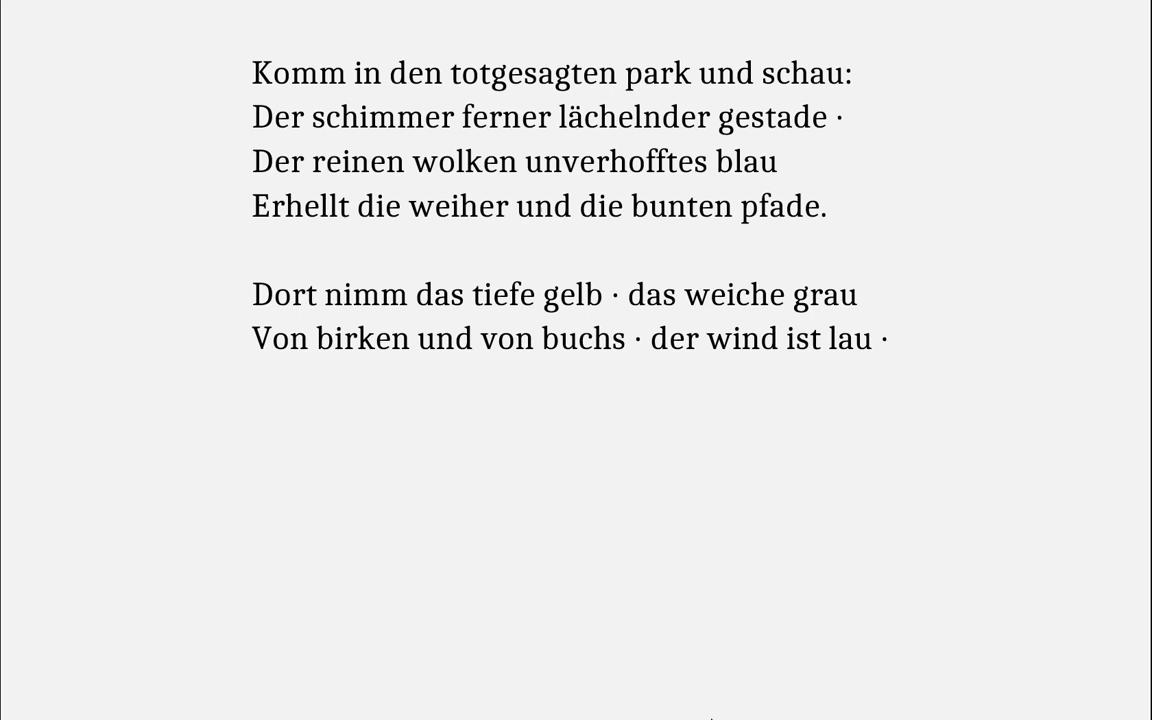 Komm in den totgesagten park und schau:
Der schimmer ferner lächelnder gestade ·
Der reinen wolken unverhofftes blau
Erhellt die weiher und die bunten pfade.
Dort nimm das tiefe gelb · das weiche grau
Von birken und von buchs · der wind ist lau ·